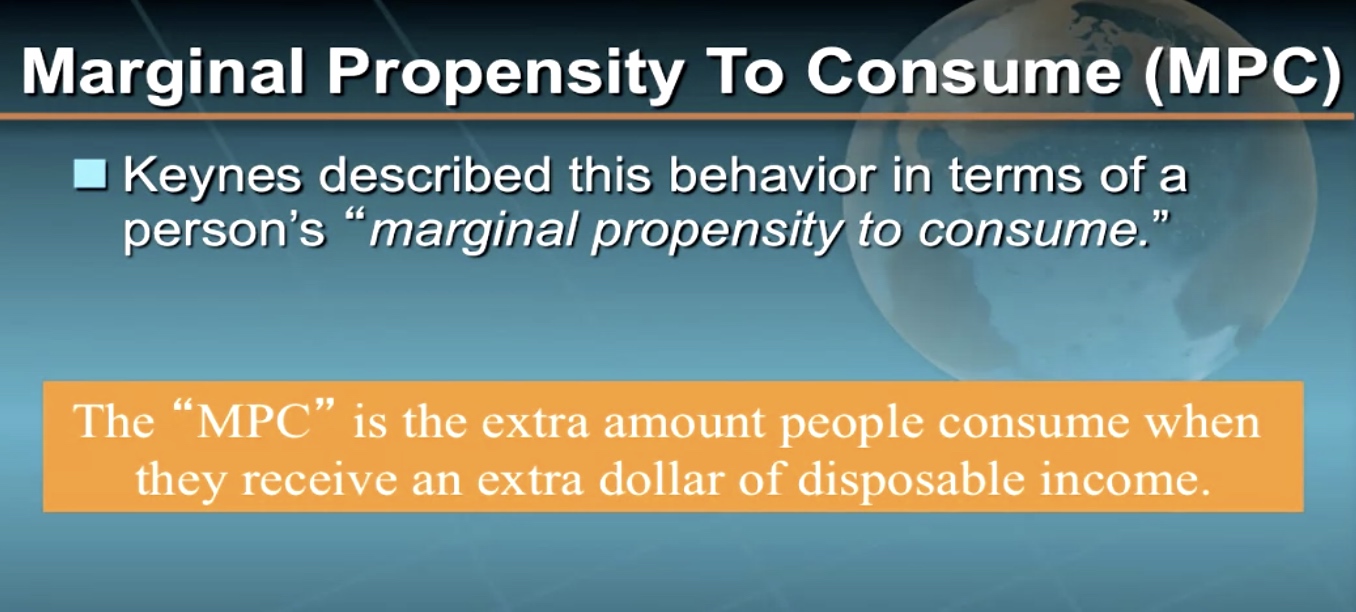 Marginal Propensity To Consume (MPC)
Keynes described this behavior in terms of a
person’s “marginal propensity to consume.”
The “MPC” is the extra amount people consume when
they receive an extra dollar of disposable income.